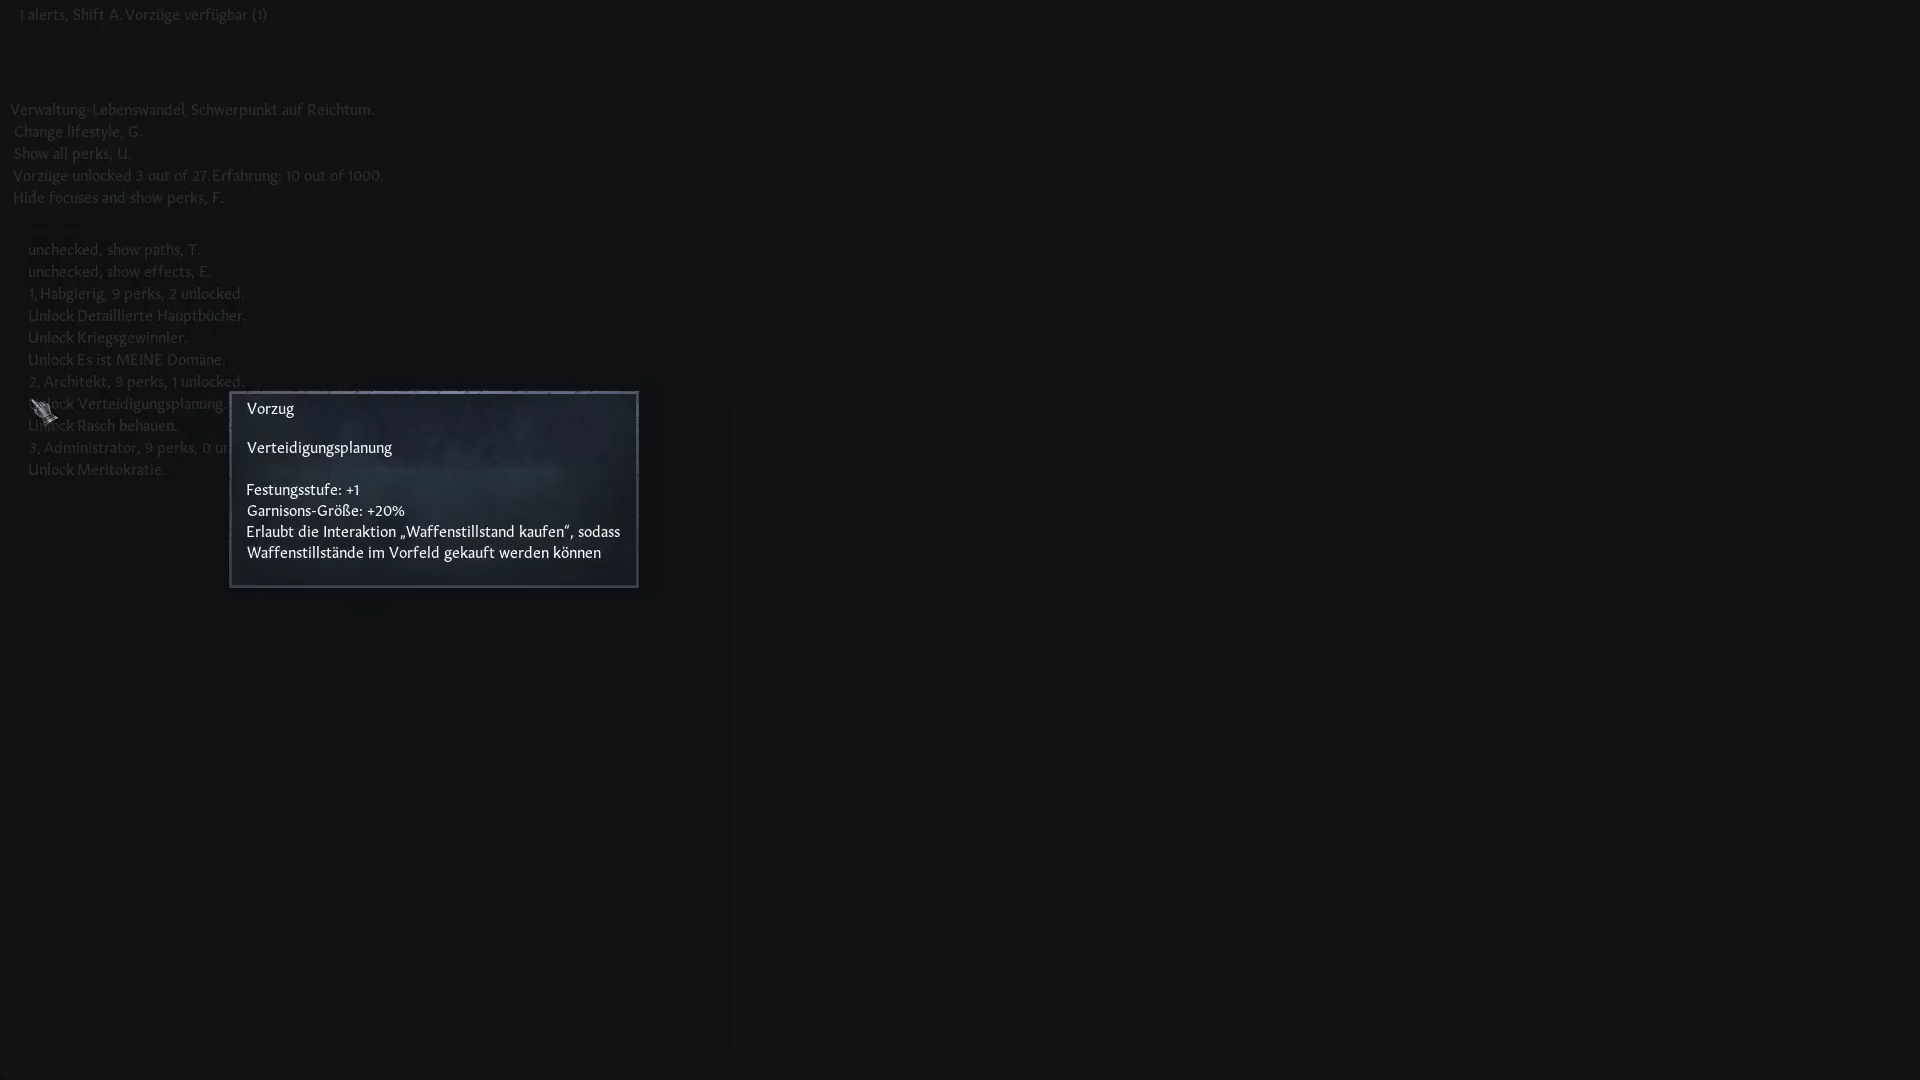 1 alerts, Shift A. Vorzüge verfügbar (1)
Verwaltung-Lebenswandel, Schwerpunkt auf Reichtum.
Change lifestyle, G.
Show all perks, U.
Vorzüge unlocked 3 out of 27. Erfahrung: 10 out of 1000.
Hide focuses and show perks, F.
unchecked, show paths, T.
unchecked, show effects, E.
1, Habgierig, 9 perks, 2 unlocked.
Unlock Detaillierte Hauptbücher.
Unlock Kriegsgewinnler.
Unlock Es ist MEINE Domäne.
2, Architekt, 9 perks, 1 unlocked.
Verteidigungsplanung.
Unlock Rasch behauen.
3, Administrator, 9 perks, 0
Unlock Meritokratie.
Vorzug
Verteidigungsplanung
Festungsstufe: +1
Garnisons-Größe: +20%
Erlaubt die Interaktion „Waffenstillstand kaufen“, sodass
Waffenstillstände im Vorfeld gekauft werden können